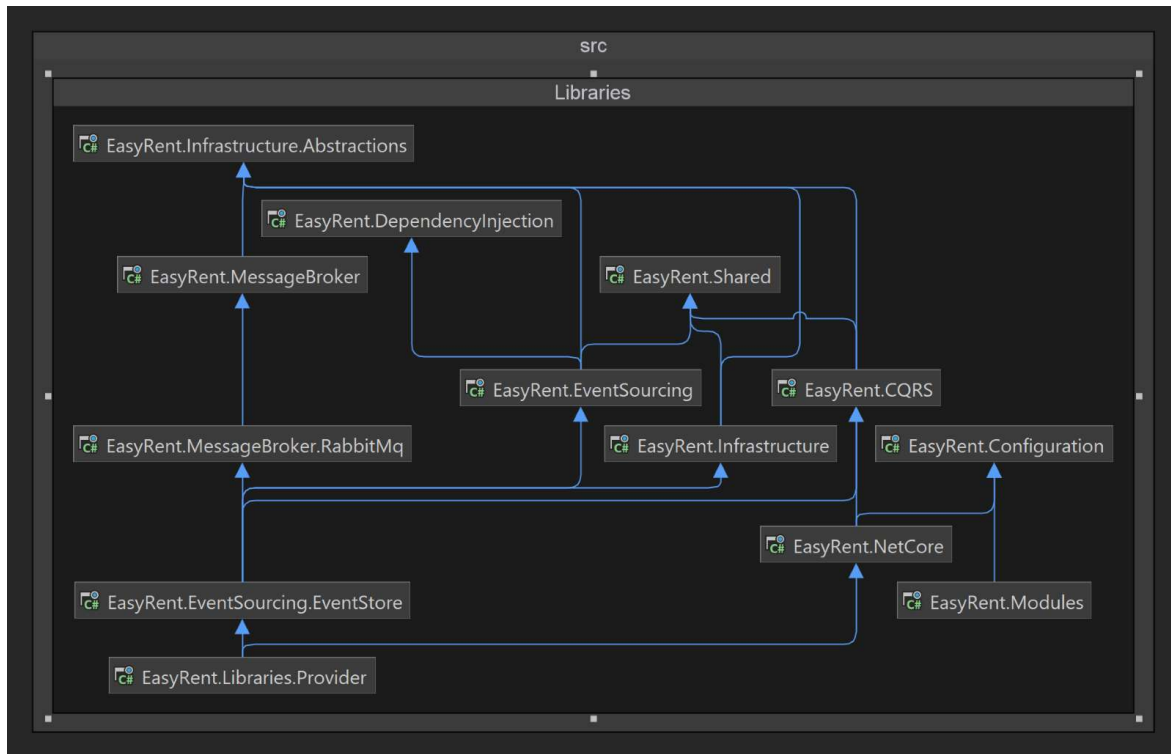 src
Libraries
C# EasyRent.Infrastructure.Abstractions
C# EasyRent.DependencyInjection
C# EasyRent.MessageBroker
C# EasyRent.Shared
C# EasyRent.EventSourcing
C# EasyRent.CQRS
C# EasyRent.MessageBroker.RabbitMq
C# EasyRent.Infrastructure
C# EasyRent.Configuration
C# EasyRent.NetCore
C# EasyRent.EventSourcing.EventStore
C# EasyRent.Modules
C# EasyRent.Libraries.Provider